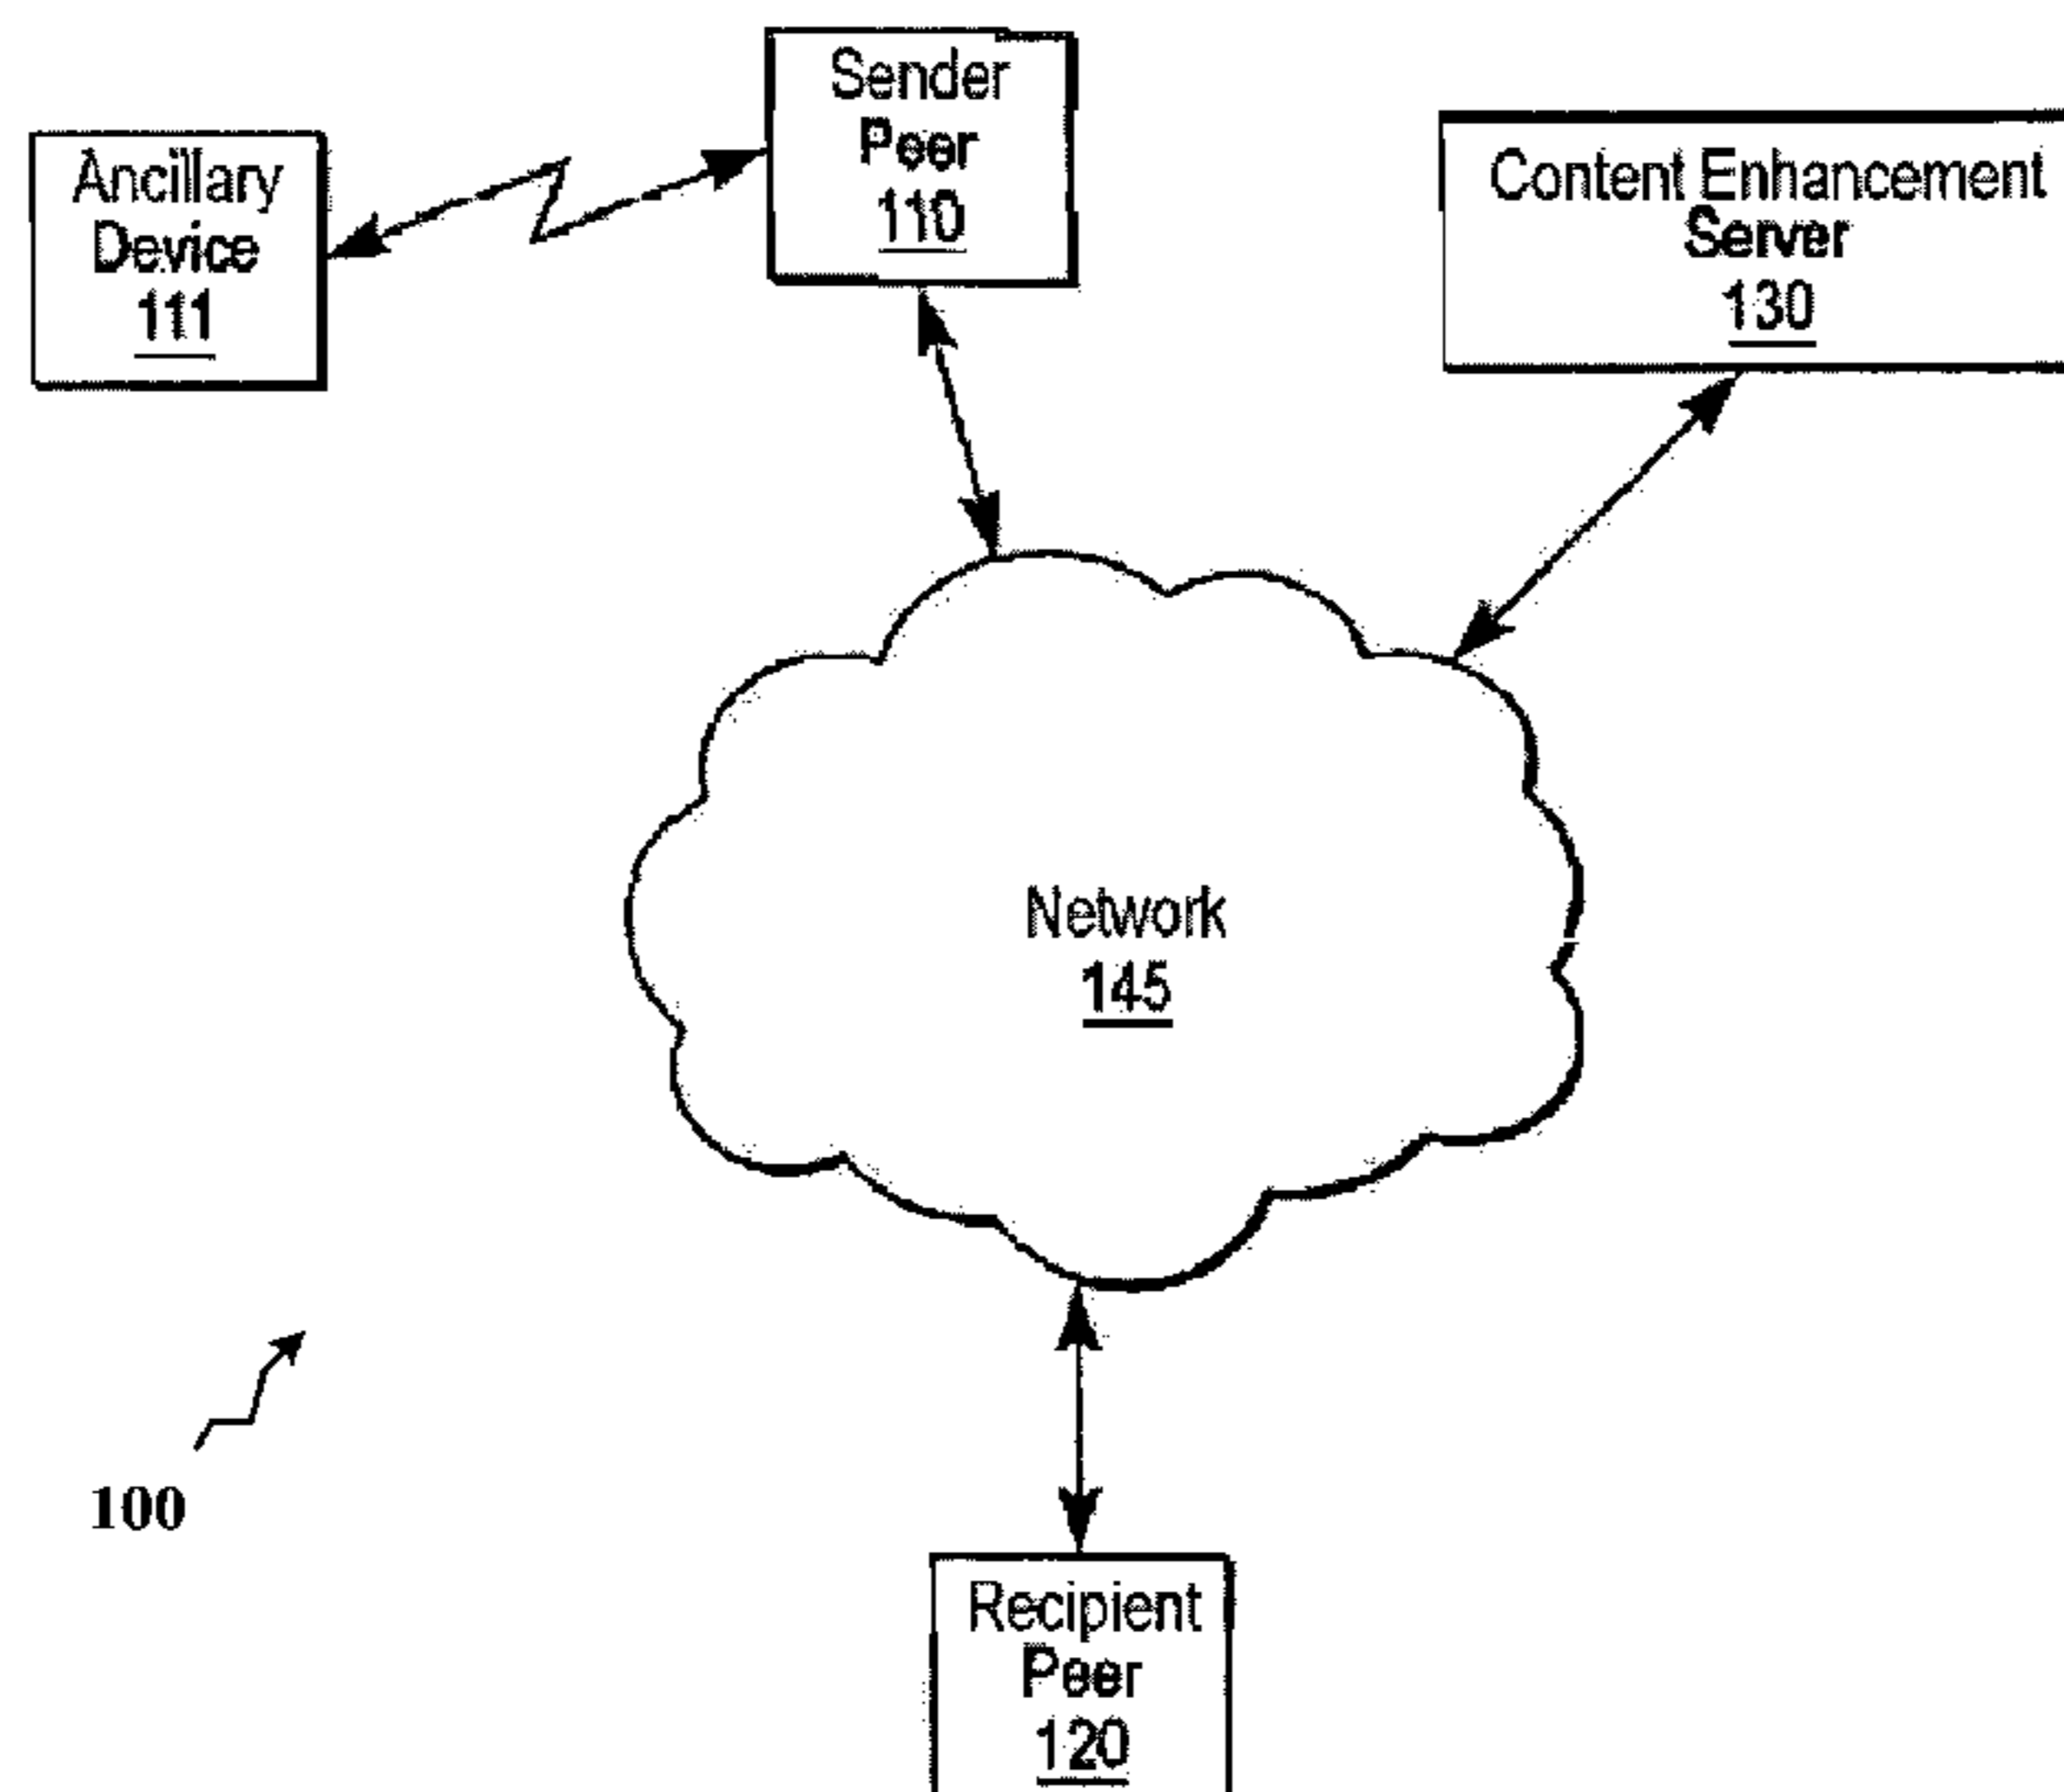 Sender
Peer
110
Ancillary
Device
111
Content Enhancement
Server
130
Network
145
100
Recipient
Peer
120